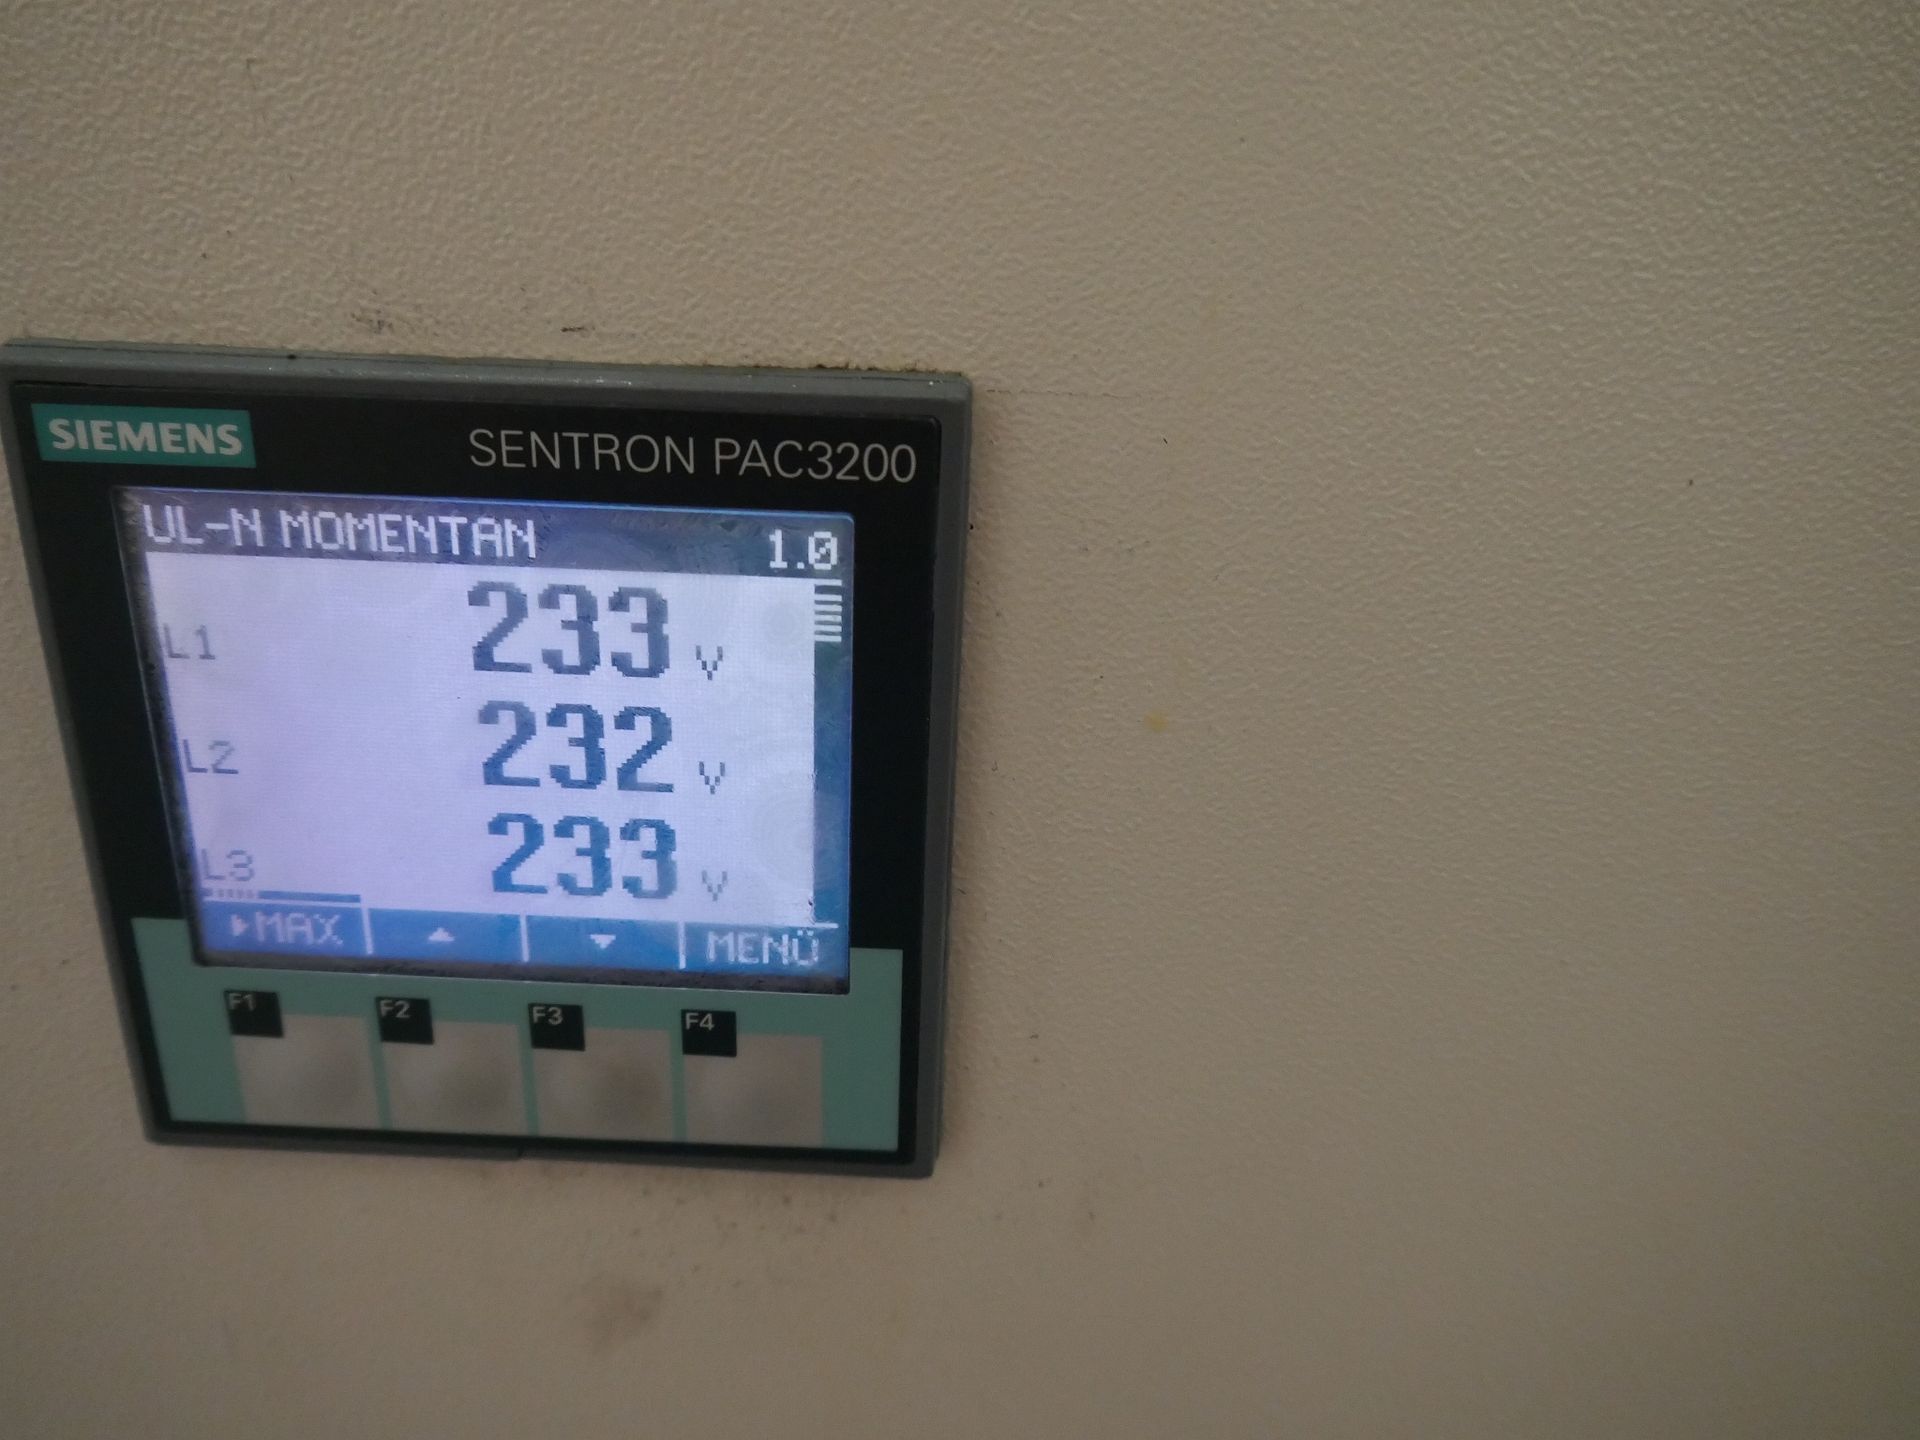 SIEMENS
SENTRON PAC3200
UL-N MOMENTAN 1.0
L1 233 V
L2 232 V
L3 233 V
▸MAX ▲ ▼ MENÜ
F1 F2 F3 F4